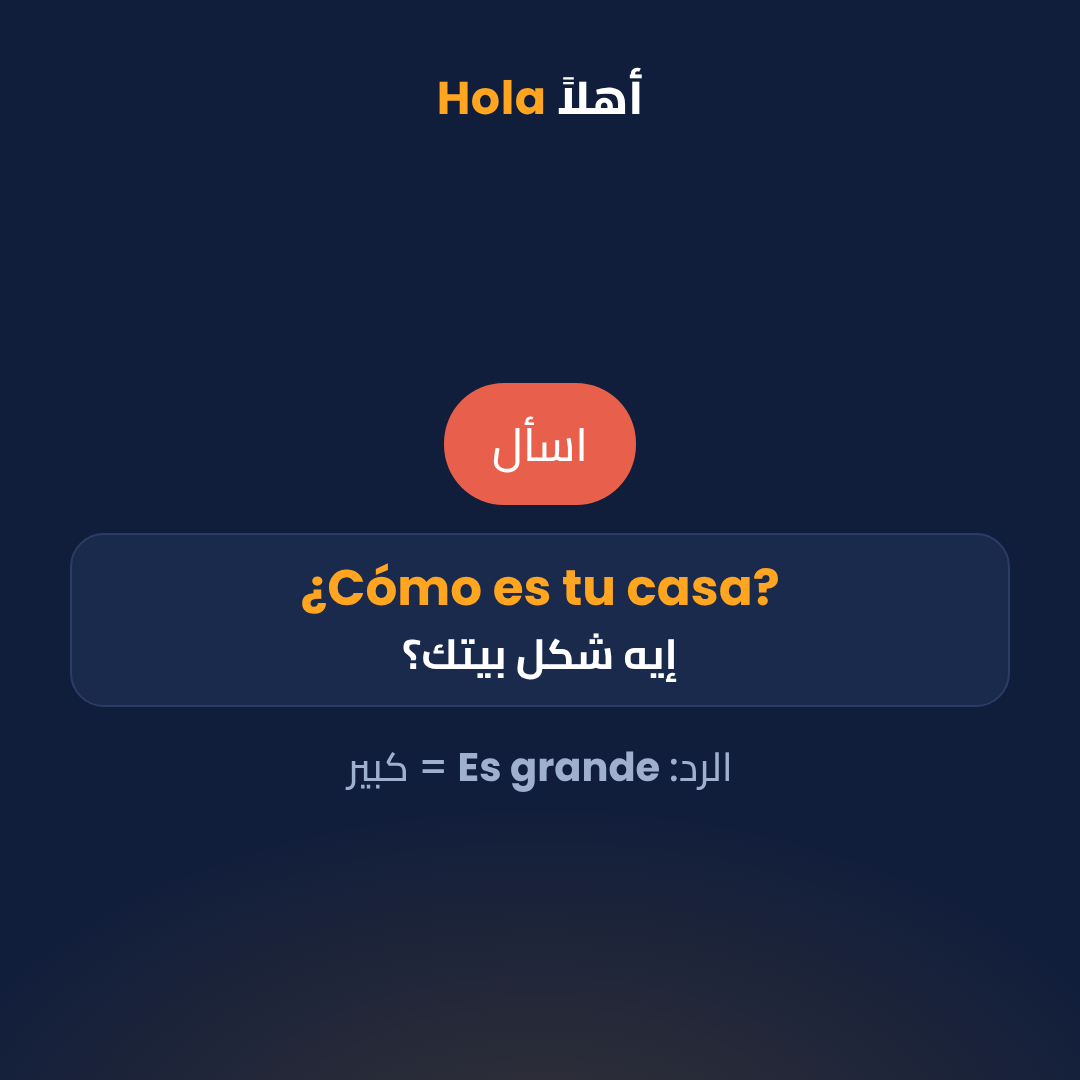 أهلاً Hola
اسأل
¿Cómo es tu casa?
إيه شكل بيتك؟
الرد: Es grande = كبير